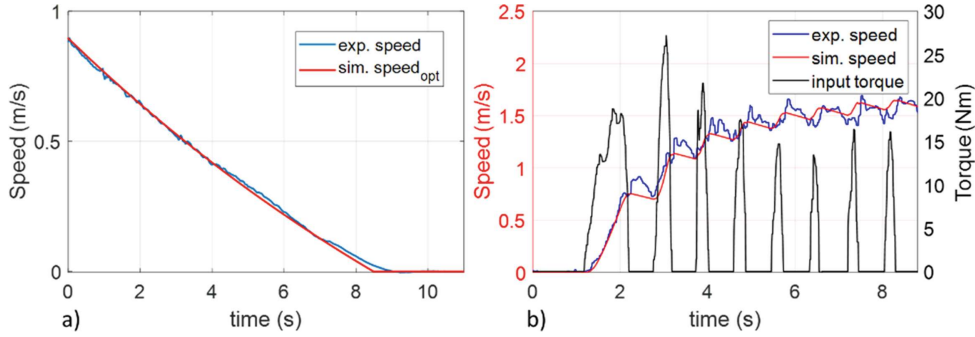 1
0.5
0
Speed (m/s)
exp. speed
sim. speed_opt
0 2 4 6 8 10
a)
time (s)
2.5
2
1.5
1
0.5
0
Speed (m/s)
exp. speed
sim. speed
input torque
30
25
20
15
10
5
0
Torque (Nm)
0 2 4 6 8
b)
time (s)